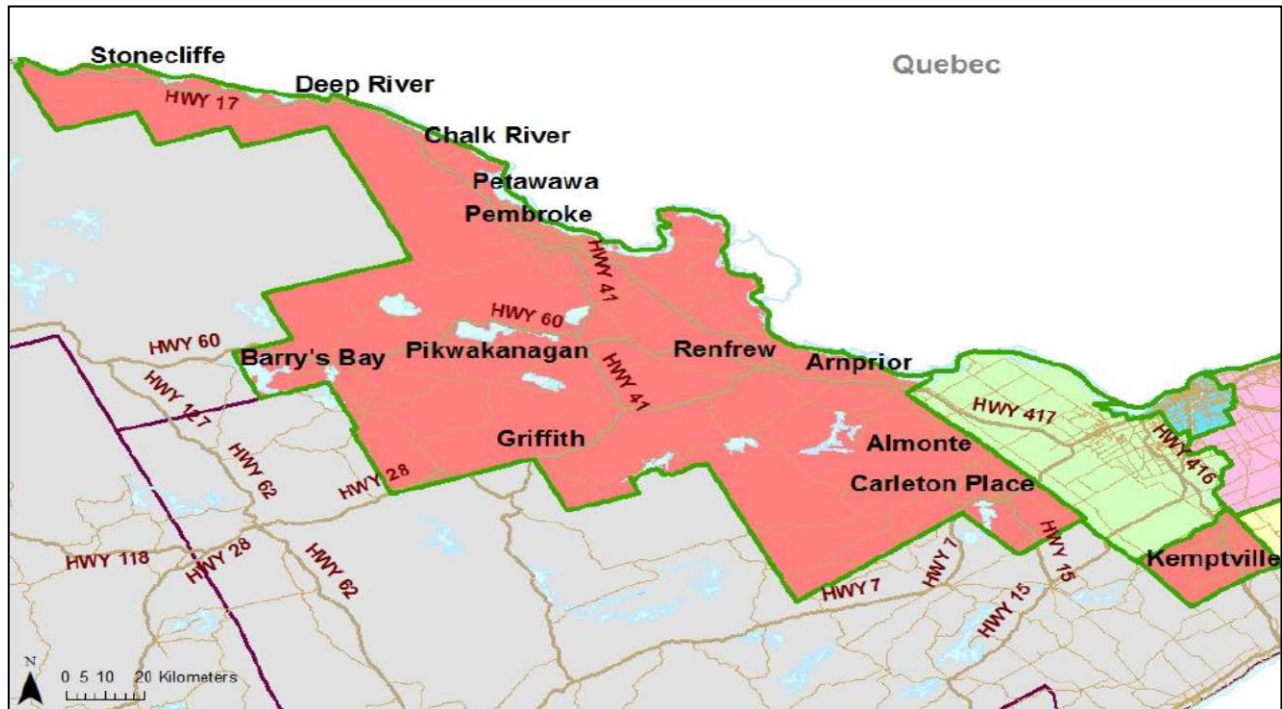 Stonecliffe
Quebec
Deep River
HWY 17
Chalk River
Petawawa
Pembroke
HWY 41
HWY 60
HWY 60
Barry's Bay
Pikwakanagan
Renfrew
Arnprior
HWY 127
HWY 41
HWY 417
Griffith
Almonte
HWY 416
HWY 62
HWY 28
Carleton Place
HWY 118
HWY 28
HWY 62
HWY 7
HWY 7
HWY 15
HWY 15
Kemptville
N
0 5 10 20 Kilometers